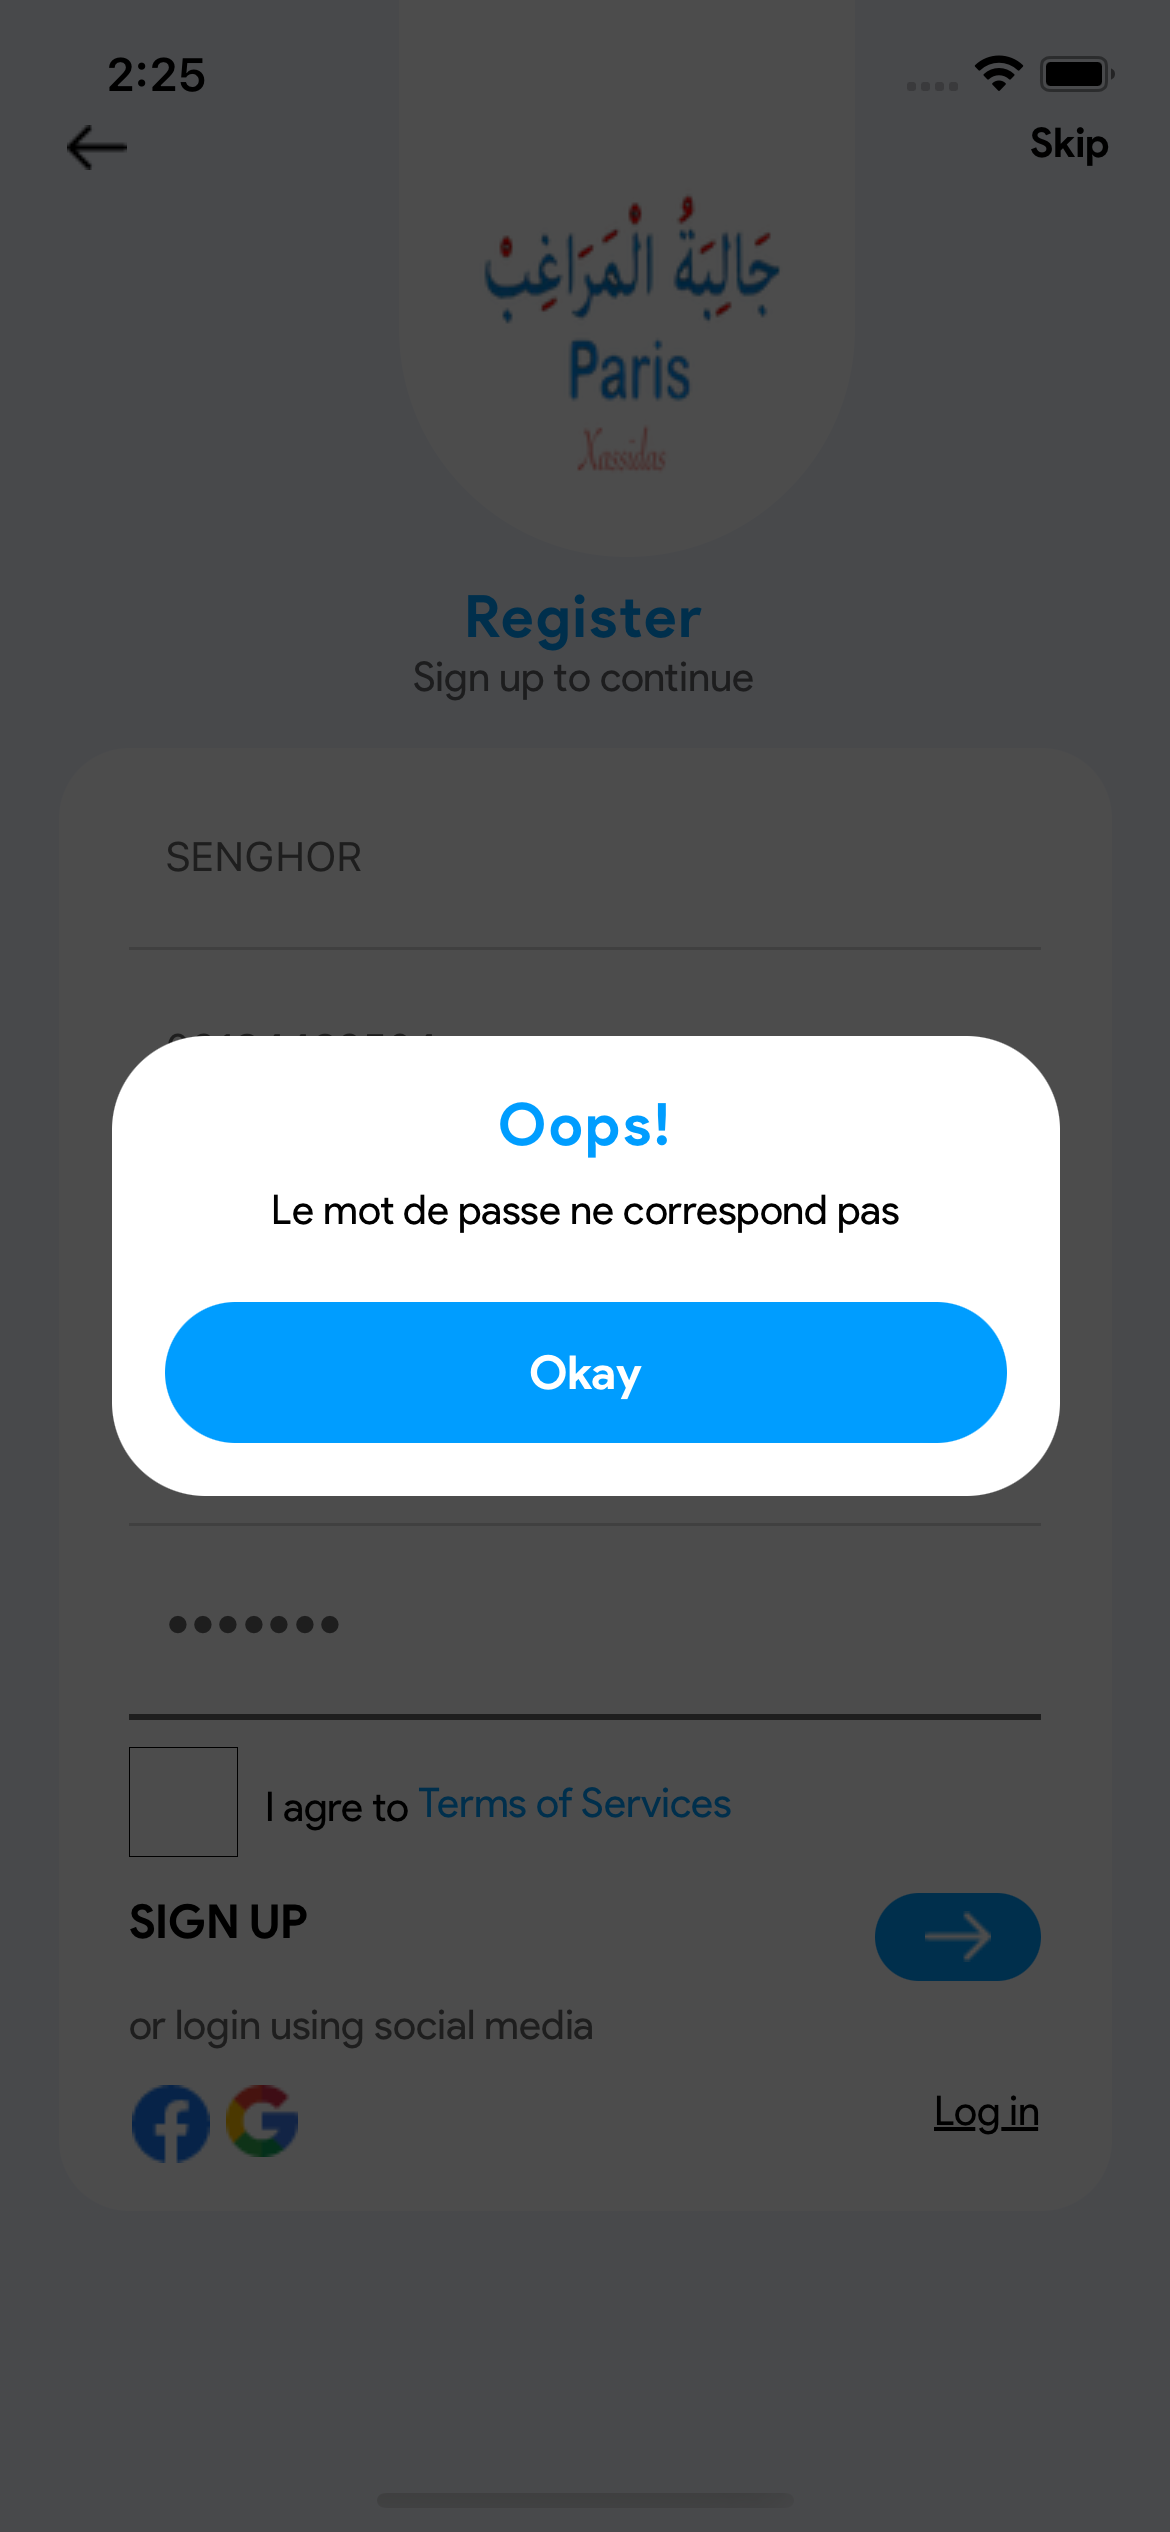 2:25
Skip
جَالِبَةُ الْمَرَاغِبْ
Paris
Xassidas
Register
Sign up to continue
SENGHOR
Oops!
Le mot de passe ne correspond pas
Okay
•••••••
I agre to Terms of Services
SIGN UP
or login using social media
Log in